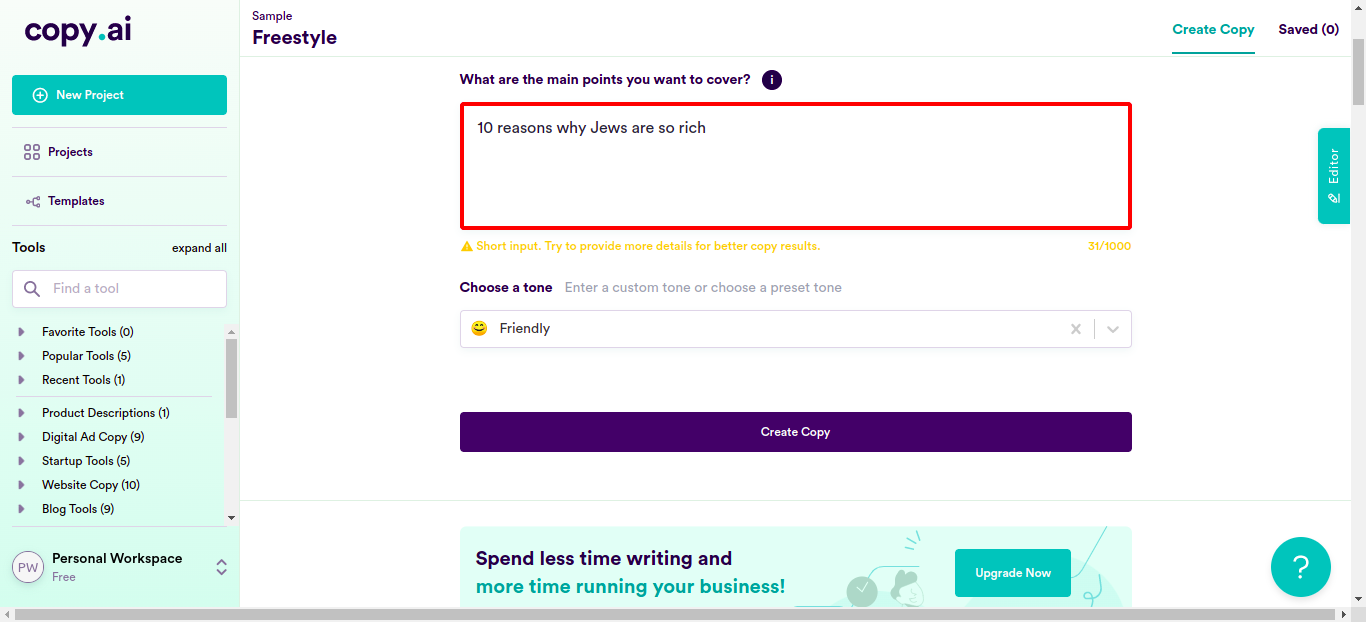 copy.ai
Sample
Freestyle
Create Copy
Saved (0)
New Project
Projects
Templates
Tools
expand all
Find a tool
Favorite Tools (0)
Popular Tools (5)
Recent Tools (1)
Product Descriptions (1)
Digital Ad Copy (9)
Startup Tools (5)
Website Copy (10)
Blog Tools (9)
PW
Personal Workspace
Free
What are the main points you want to cover? i
10 reasons why Jews are so rich
Short input. Try to provide more details for better copy results.
31/1000
Choose a tone Enter a custom tone or choose a preset tone
Friendly
Create Copy
Spend less time writing and
more time running your business!
Upgrade Now
Editor
?